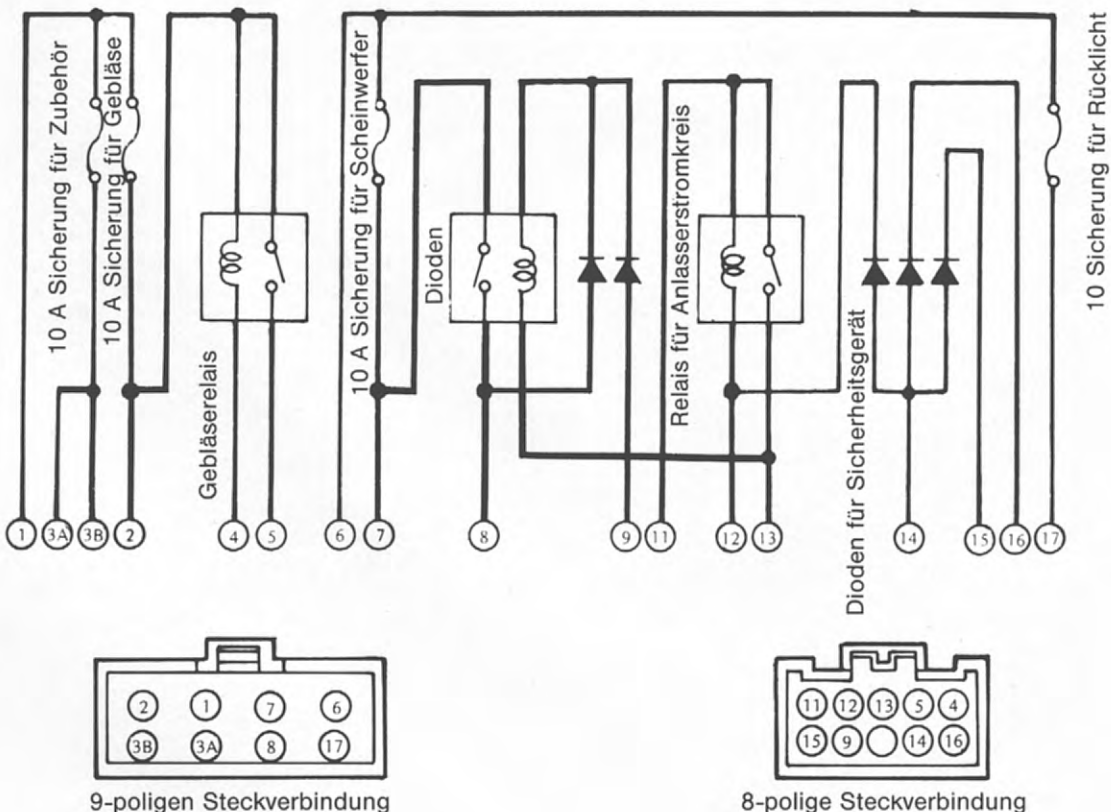 10 A Sicherung für Zubehör
10 A Sicherung für Gebläse
Gebläserelais
10 A Sicherung für Scheinwerfer
Dioden
Relais für Anlasserstromkreis
Dioden für Sicherheitsgerät
10 Sicherung für Rücklicht
1 3A 3B 2 4 5 6 7 8 9 11 12 13 14 15 16 17
2 1 7 6
3B 3A 8 17
9-poligen Steckverbindung
11 12 13 5 4
15 9 14 16
8-polige Steckverbindung